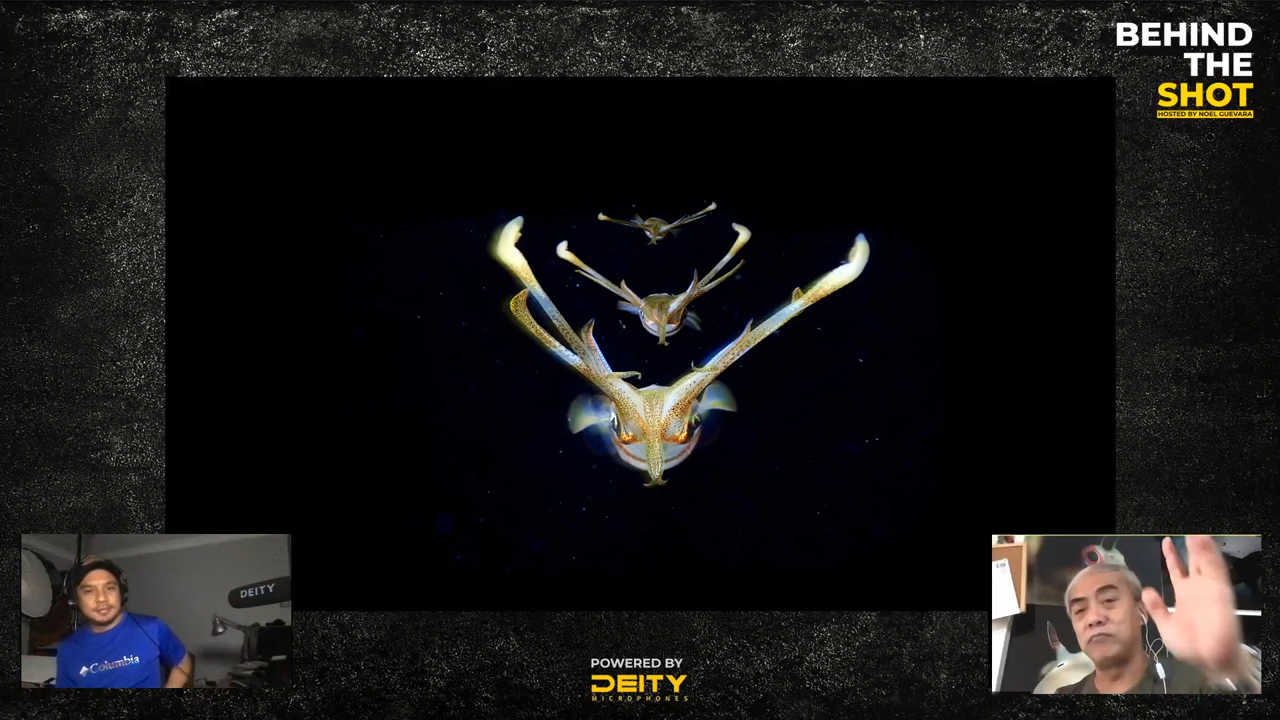 BEHIND
THE
SHOT
HOSTED BY NOEL GUEVARA
DEITY
Columbia
POWERED BY
DEITY
MICROPHONES